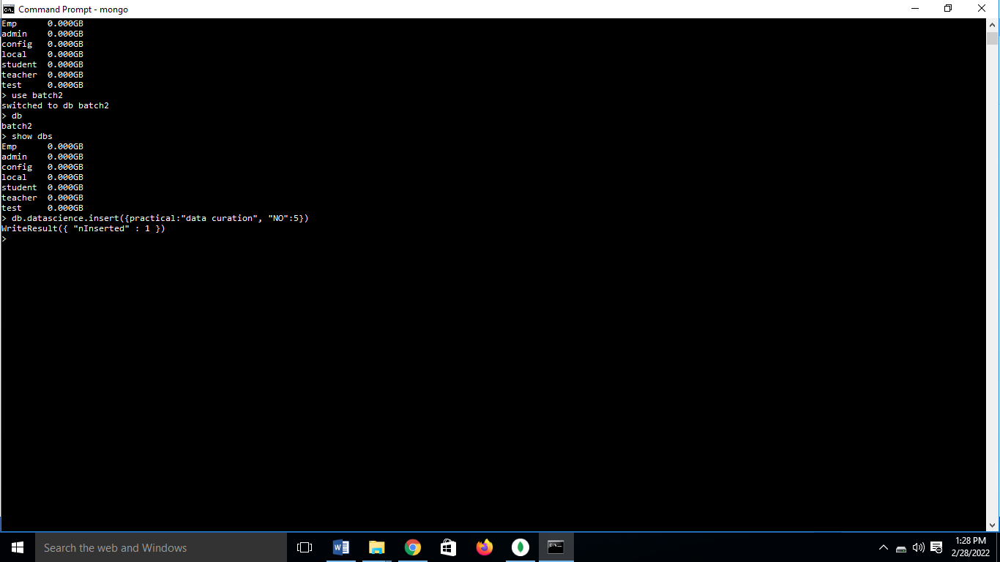 Command Prompt - mongo
Emp      0.000GB
admin    0.000GB
config   0.000GB
local    0.000GB
student  0.000GB
teacher  0.000GB
test     0.000GB
> use batch2
switched to db batch2
> db
batch2
> show dbs
Emp      0.000GB
admin    0.000GB
config   0.000GB
local    0.000GB
student  0.000GB
teacher  0.000GB
test     0.000GB
> db.datascience.insert({practical:"data curation", "NO":5})
WriteResult({ "nInserted" : 1 })
>
Search the web and Windows
1:28 PM
2/28/2022